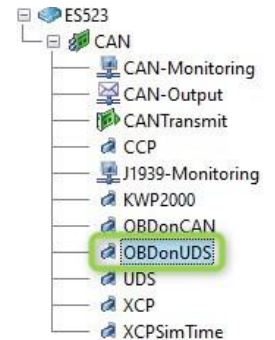 ES523
CAN
CAN-Monitoring
CAN-Output
CANTransmit
CCP
J1939-Monitoring
KWP2000
OBDonCAN
OBDonUDS
UDS
XCP
XCPSimTime